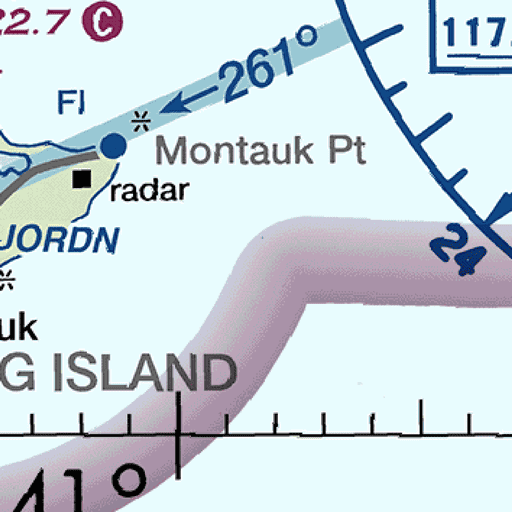 22.7 C
117.
261°
Fl
Montauk Pt
radar
JORDN
24
uk
G ISLAND
41°